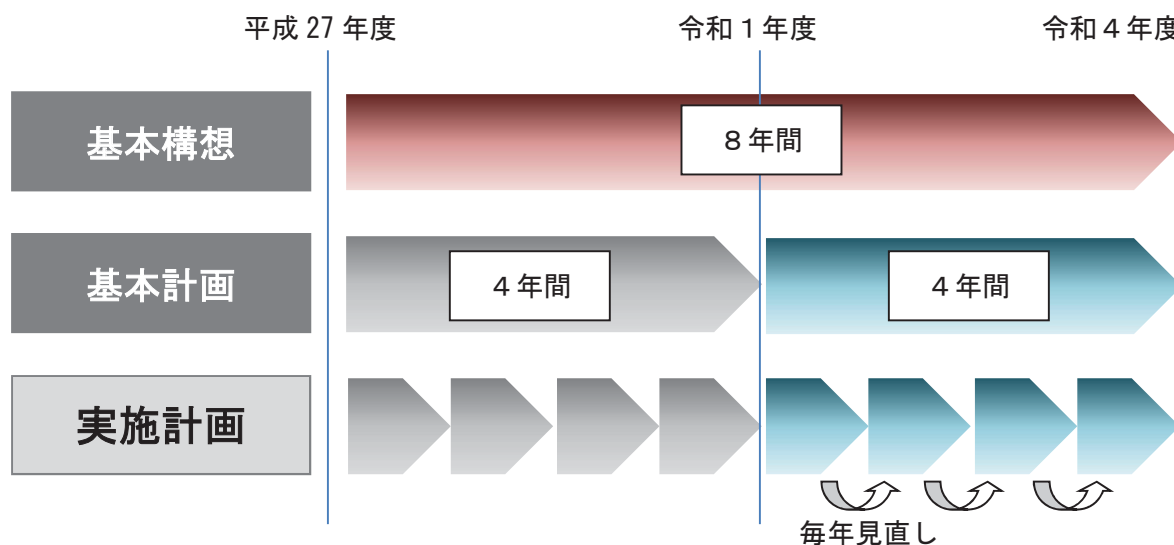 平成 27 年度
令和 1 年度
令和 4 年度
基本構想
8 年間
基本計画
4 年間
4 年間
実施計画
毎年見直し